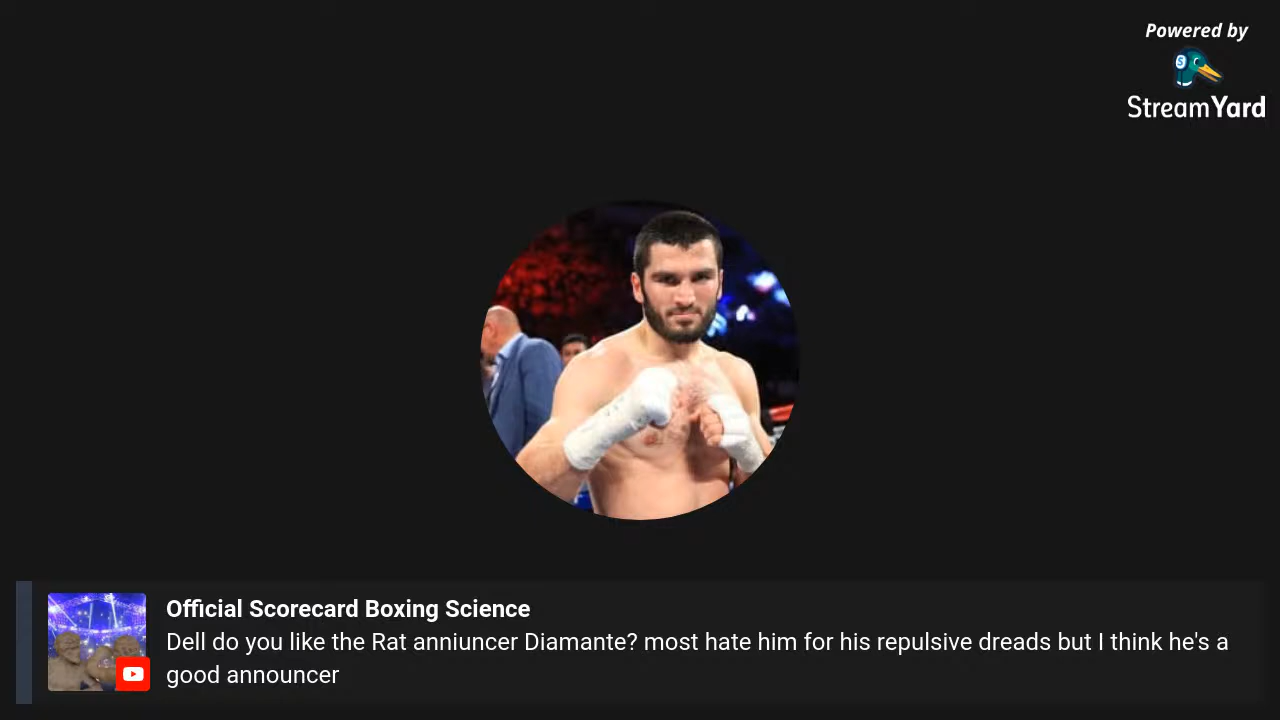 Powered by
StreamYard
Official Scorecard Boxing Science
Dell do you like the Rat anniuncer Diamante? most hate him for his repulsive dreads but I think he's a
good announcer